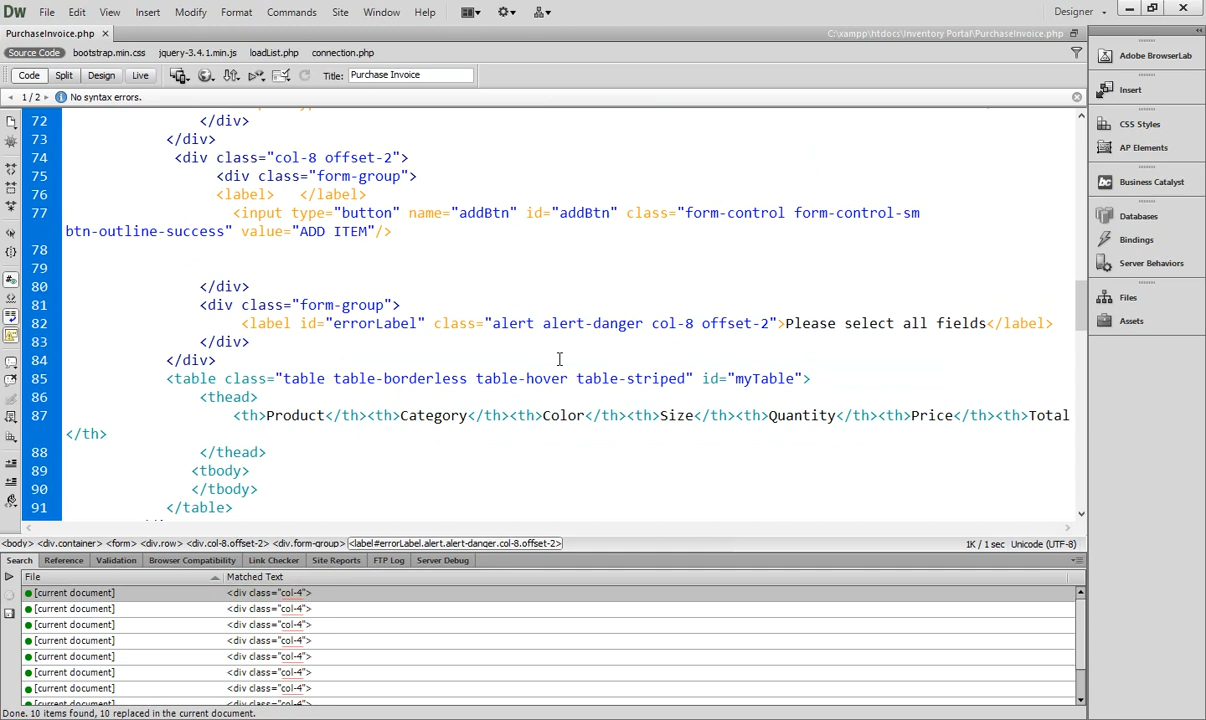 Dw File Edit View Insert Modify Format Commands Site Window Help Designer
PurchaseInvoice.php × C:\xampp\htdocs\Inventory Portal\PurchaseInvoice.php
Source Code bootstrap.min.css jquery-3.4.1.min.js loadList.php connection.php
Code Split Design Live Title: Purchase Invoice
1 / 2 No syntax errors.
72 </div>
73 </div>
74 <div class="col-8 offset-2">
75 <div class="form-group">
76 <label> </label>
77 <input type="button" name="addBtn" id="addBtn" class="form-control form-control-sm
btn-outline-success" value="ADD ITEM"/>
78
79
80 </div>
81 <div class="form-group">
82 <label id="errorLabel" class="alert alert-danger col-8 offset-2">Please select all fields</label>
83 </div>
84 </div>
85 <table class="table table-borderless table-hover table-striped" id="myTable">
86 <thead>
87 <th>Product</th><th>Category</th><th>Color</th><th>Size</th><th>Quantity</th><th>Price</th><th>Total
</th>
88 </thead>
89 <tbody>
90 </tbody>
91 </table>
<body> <div.container> <form> <div.row> <div.col-8.offset-2> <div.form-group> <label#errorLabel.alert.alert-danger.col-8.offset-2> 1K / 1 sec Unicode (UTF-8)
Search Reference Validation Browser Compatibility Link Checker Site Reports FTP Log Server Debug
File Matched Text
[current document] <div class="col-4">
[current document] <div class="col-4">
[current document] <div class="col-4">
[current document] <div class="col-4">
[current document] <div class="col-4">
[current document] <div class="col-4">
[current document] <div class="col-4">
[current document] <div class="col-4">
Done. 10 items found, 10 replaced in the current document.
Adobe BrowserLab
Insert
CSS Styles
AP Elements
Business Catalyst
Databases
Bindings
Server Behaviors
Files
Assets